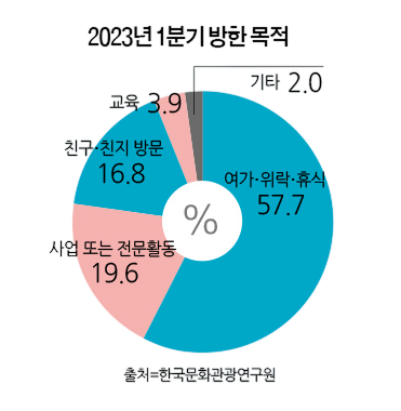 2023년 1분기 방한 목적
기타 2.0
교육 3.9
친구·친지 방문
16.8
여가·위락·휴식
57.7
%
사업 또는 전문활동
19.6
출처=한국문화관광연구원